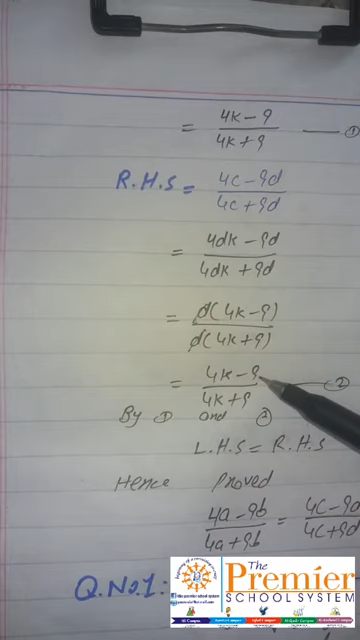 = 4k - 9 / 4k + 9 — ①
R.H.S = 4c - 9d / 4c + 9d
= 4dk - 9d / 4dk + 9d
= d(4k - 9) / d(4k + 9)
= 4k - 9 / 4k + 9 — ②
By ① and ②
L.H.S = R.H.S
Hence Proved
4a - 9b / 4a + 9b = 4c - 9d / 4c + 9d
Q.No.1:
The Premier
SCHOOL SYSTEM